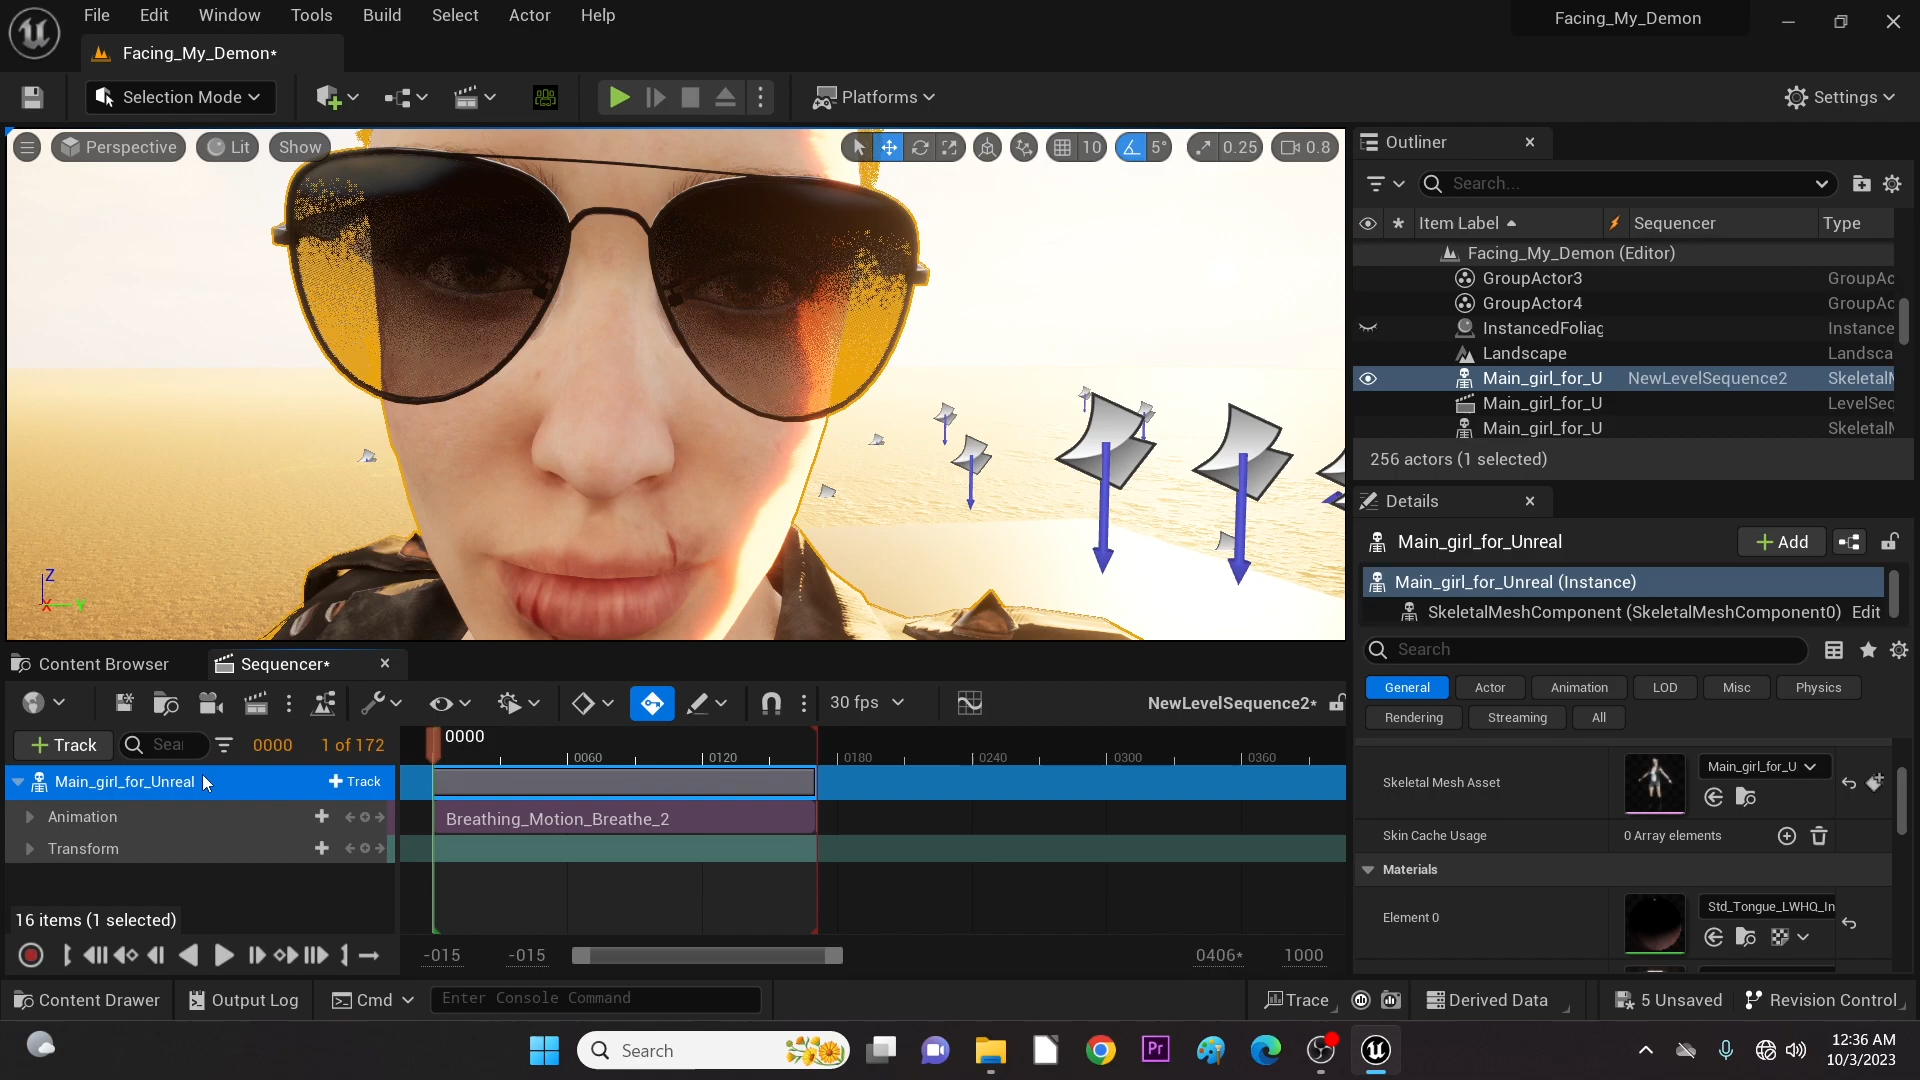 File Edit Window Tools Build Select Actor Help
Facing_My_Demon
Facing_My_Demon*
Selection Mode
Platforms
Settings
Perspective Lit Show
10 5° 0.25 0.8
Z
X Y
Outliner
Search...
Item Label Sequencer Type
Facing_My_Demon (Editor)
GroupActor3 GroupAc
GroupActor4 GroupAc
InstancedFoliag Instance
Landscape Landsca
Main_girl_for_U NewLevelSequence2 SkeletalM
Main_girl_for_U LevelSeq
Main_girl_for_U SkeletalM
256 actors (1 selected)
Details
Main_girl_for_Unreal
Add
Main_girl_for_Unreal (Instance)
SkeletalMeshComponent (SkeletalMeshComponent0) Edit
Search
General Actor Animation LOD Misc Physics
Rendering Streaming All
Skeletal Mesh Asset Main_girl_for_U
Skin Cache Usage 0 Array elements
Materials
Element 0 Std_Tongue_LWHQ_In
Content Browser
Sequencer*
30 fps
NewLevelSequence2*
+ Track Sea 0000 1 of 172
0000
0060 0120 0180 0240 0300 0360
Main_girl_for_Unreal + Track
Animation
Breathing_Motion_Breathe_2
Transform
16 items (1 selected)
-015 -015 0406* 1000
Content Drawer Output Log Cmd Enter Console Command
Trace Derived Data 5 Unsaved Revision Control
Search
Pr
12:36 AM
10/3/2023